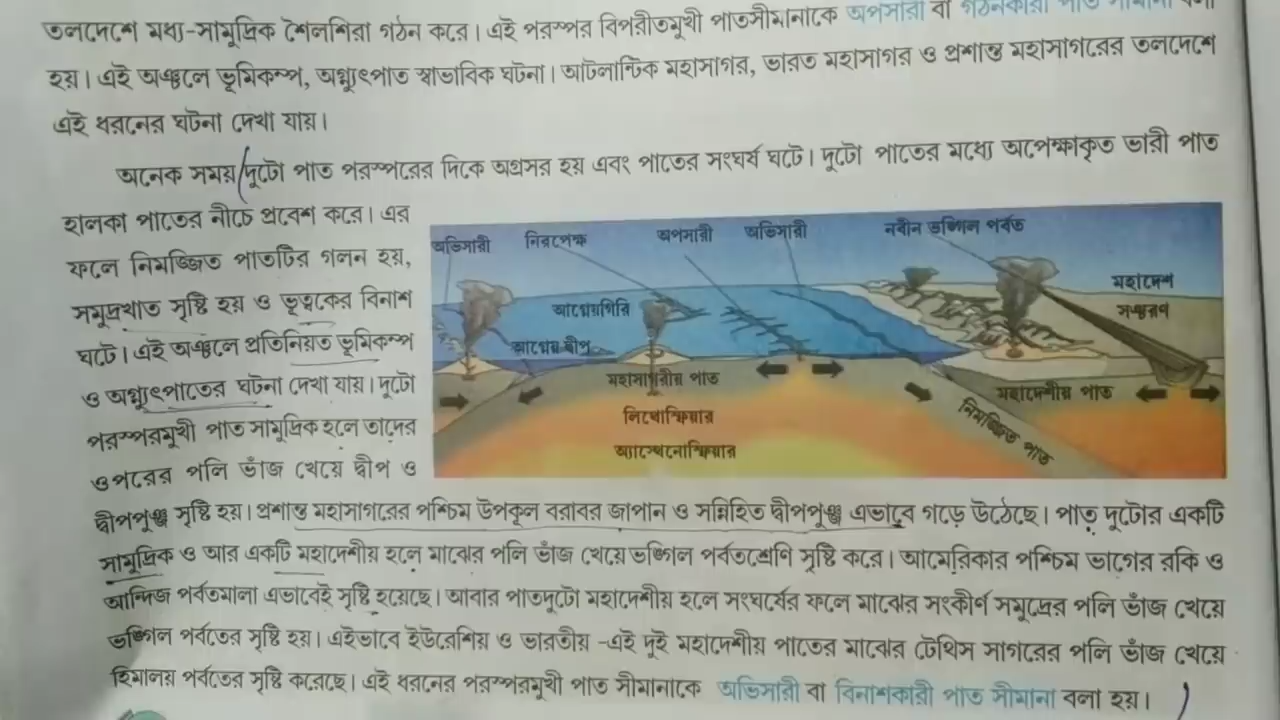 তলদেশে মধ্য-সামুদ্রিক শৈলশিরা গঠন করে। এই পরস্পর বিপরীতমুখী পাতসীমানাকে অপসারী বা গঠনকারী পাত সীমানা বলা
হয়। এই অঞ্চলে ভূমিকম্প, অগ্ন্যুৎপাত স্বাভাবিক ঘটনা। আটলান্টিক মহাসাগর, ভারত মহাসাগর ও প্রশান্ত মহাসাগরের তলদেশে
এই ধরনের ঘটনা দেখা যায়।
অনেক সময় দুটো পাত পরস্পরের দিকে অগ্রসর হয় এবং পাতের সংঘর্ষ ঘটে। দুটো পাতের মধ্যে অপেক্ষাকৃত ভারী পাত
হালকা পাতের নীচে প্রবেশ করে। এর
ফলে নিমজ্জিত পাতটির গলন হয়,
সমুদ্রখাত সৃষ্টি হয় ও ভূত্বকের বিনাশ
ঘটে। এই অঞ্চলে প্রতিনিয়ত ভূমিকম্প
ও অগ্ন্যুৎপাতের ঘটনা দেখা যায়। দুটো
পরস্পরমুখী পাত সামুদ্রিক হলে তাদের
ওপরের পলি ভাঁজ খেয়ে দ্বীপ ও
অভিসারী নিরপেক্ষ অপসারী অভিসারী নবীন ভঙ্গিল পর্বত
মহাদেশ
সঞ্চরণ
আগ্নেয়গিরি
আগ্নেয় দ্বীপ
মহাসাগরীয় পাত
মহাদেশীয় পাত
লিথোস্ফিয়ার
নিমজ্জিত পাত
অ্যাস্থেনোস্ফিয়ার
দ্বীপপুঞ্জ সৃষ্টি হয়। প্রশান্ত মহাসাগরের পশ্চিম উপকূল বরাবর জাপান ও সন্নিহিত দ্বীপপুঞ্জ এভাবে গড়ে উঠেছে। পাত দুটোর একটি
সামুদ্রিক ও আর একটি মহাদেশীয় হলে মাঝের পলি ভাঁজ খেয়ে ভঙ্গিল পর্বতশ্রেণি সৃষ্টি করে। আমেরিকার পশ্চিম ভাগের রকি ও
আন্দিজ পর্বতমালা এভাবেই সৃষ্টি হয়েছে। আবার পাতদুটো মহাদেশীয় হলে সংঘর্ষের ফলে মাঝের সংকীর্ণ সমুদ্রের পলি ভাঁজ খেয়ে
ভঙ্গিল পর্বতের সৃষ্টি হয়। এইভাবে ইউরেশিয় ও ভারতীয় -এই দুই মহাদেশীয় পাতের মাঝের টেথিস সাগরের পলি ভাঁজ খেয়ে
হিমালয় পর্বতের সৃষ্টি করেছে। এই ধরনের পরস্পরমুখী পাত সীমানাকে অভিসারী বা বিনাশকারী পাত সীমানা বলা হয়।